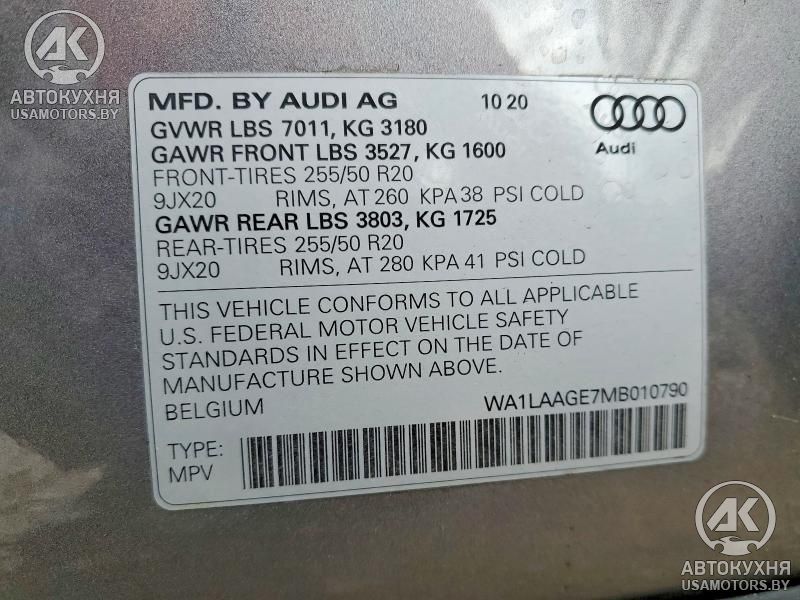 AK
АВТОКУХНЯ
USAMOTORS.BY
MFD. BY AUDI AG 10 20
Audi
GVWR LBS 7011, KG 3180
GAWR FRONT LBS 3527, KG 1600
FRONT-TIRES 255/50 R20
9JX20 RIMS, AT 260 KPA 38 PSI COLD
GAWR REAR LBS 3803, KG 1725
REAR-TIRES 255/50 R20
9JX20 RIMS, AT 280 KPA 41 PSI COLD
THIS VEHICLE CONFORMS TO ALL APPLICABLE
U.S. FEDERAL MOTOR VEHICLE SAFETY
STANDARDS IN EFFECT ON THE DATE OF
MANUFACTURE SHOWN ABOVE.
BELGIUM WA1LAAGE7MB010790
TYPE:
MPV
AK
АВТОКУХНЯ
USAMOTORS.BY